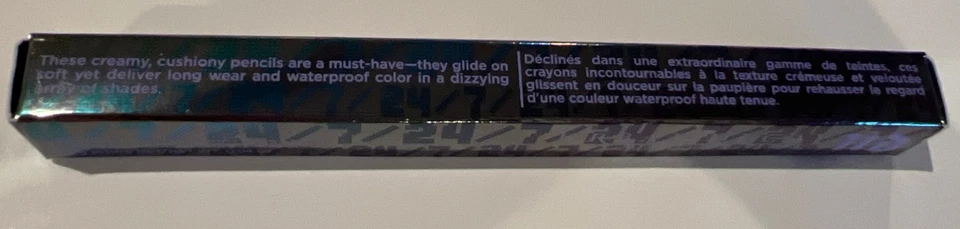 These creamy, cushiony pencils are a must-have—they glide on
soft yet deliver long wear and waterproof color in a dizzying
array of shades.
Déclinés dans une extraordinaire gamme de teintes, ces
crayons incontournables à la texture crémeuse et veloutée
glissent en douceur sur la paupière pour rehausser le regard
d'une couleur waterproof haute tenue.
24/7/
24/7/24/7/24/7